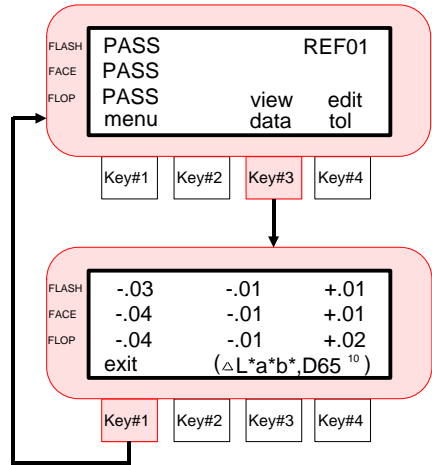 FLASH PASS REF01
FACE PASS
FLOP PASS view edit
menu data tol
Key#1 Key#2 Key#3 Key#4
FLASH -.03 -.01 +.01
FACE -.04 -.01 +.01
FLOP -.04 -.01 +.02
exit (△L*a*b*,D65 ¹⁰)
Key#1 Key#2 Key#3 Key#4